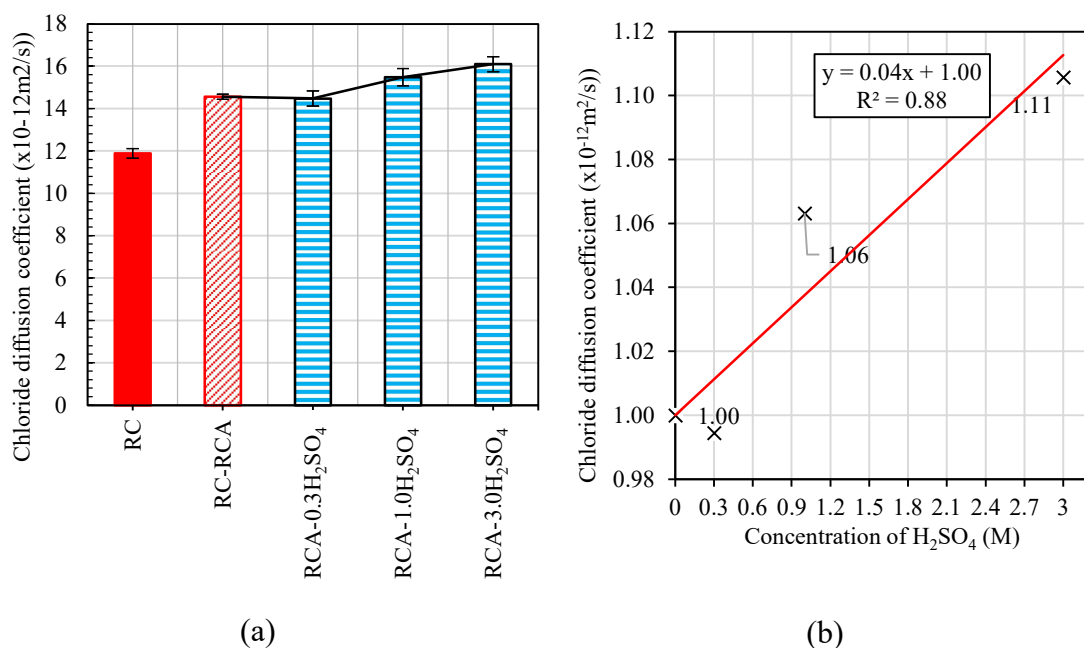 Chloride diffusion coefficient (x10-12m2/s))
18
16
14
12
10
8
6
4
2
0
RC
RC-RCA
RCA-0.3H₂SO₄
RCA-1.0H₂SO₄
RCA-3.0H₂SO₄
(a)
Chloride diffusion coefficient (x10⁻¹²m²/s))
1.12
1.10
1.08
1.06
1.04
1.02
1.00
0.98
y = 0.04x + 1.00
R² = 0.88
1.11
1.06
1.00
0 0.3 0.6 0.9 1.2 1.5 1.8 2.1 2.4 2.7 3
Concentration of H₂SO₄ (M)
(b)